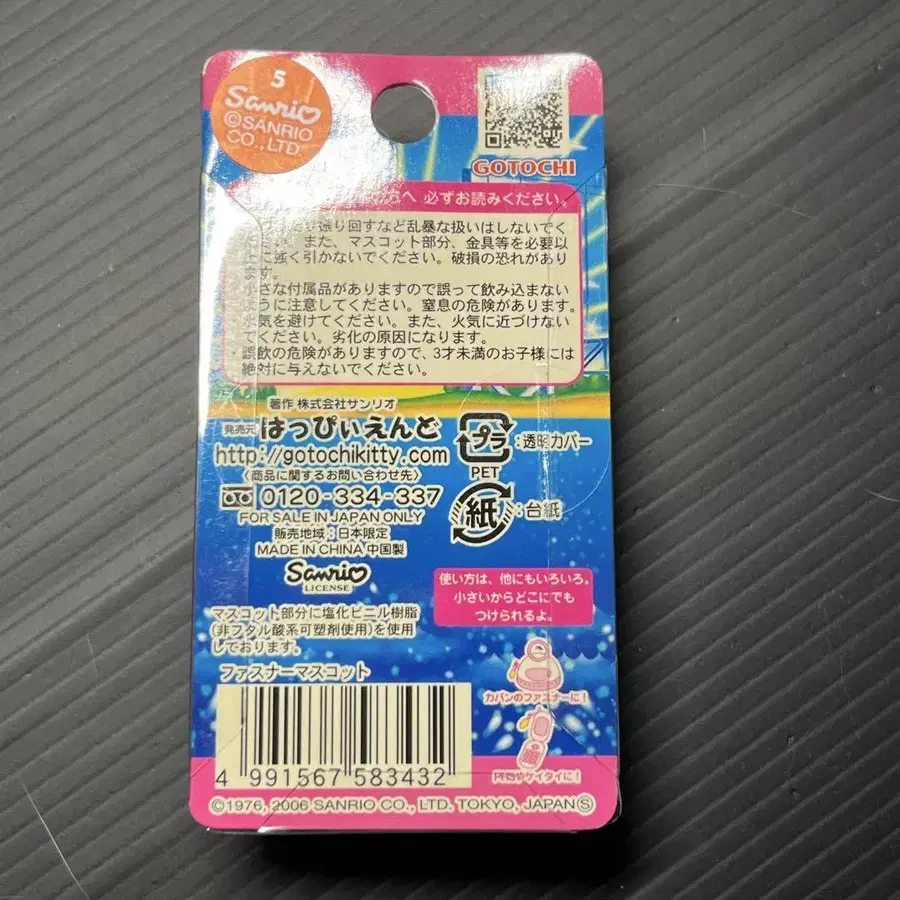 5
Sanrio
©SANRIO
CO., LTD.
GOTOCHI
へ 必ずお読みください。
振り回すなど乱暴な扱いはしないでく
い。また、マスコット部分、金具等を必要以
上に強く引かないでください。破損の恐れがあり
ます。
・小さな付属品がありますので誤って飲み込まない
ように注意してください。窒息の危険があります。
・水気を避けてください。また、火気に近づけない
でください。劣化の原因になります。
・誤飲の危険がありますので、3才未満のお子様には
絶対に与えないでください。
著作 株式会社サンリオ
発売元 はっぴぃえんど
http://gotochikitty.com
〈商品に関するお問い合わせ先〉
0120-334-337
FOR SALE IN JAPAN ONLY
販売地域:日本限定
MADE IN CHINA 中国製
Sanrio
LICENSE
プラ:透明カバー
PET
紙:台紙
使い方は、他にもいろいろ。
小さいからどこにでも
つけられるよ。
マスコット部分に塩化ビニル樹脂
(非フタル酸系可塑剤使用)を使用
しております。
ファスナーマスコット
カバンのファスナーに!
ケイタイに!
4 991567 583432
©1976, 2006 SANRIO CO., LTD. TOKYO, JAPAN Ⓢ